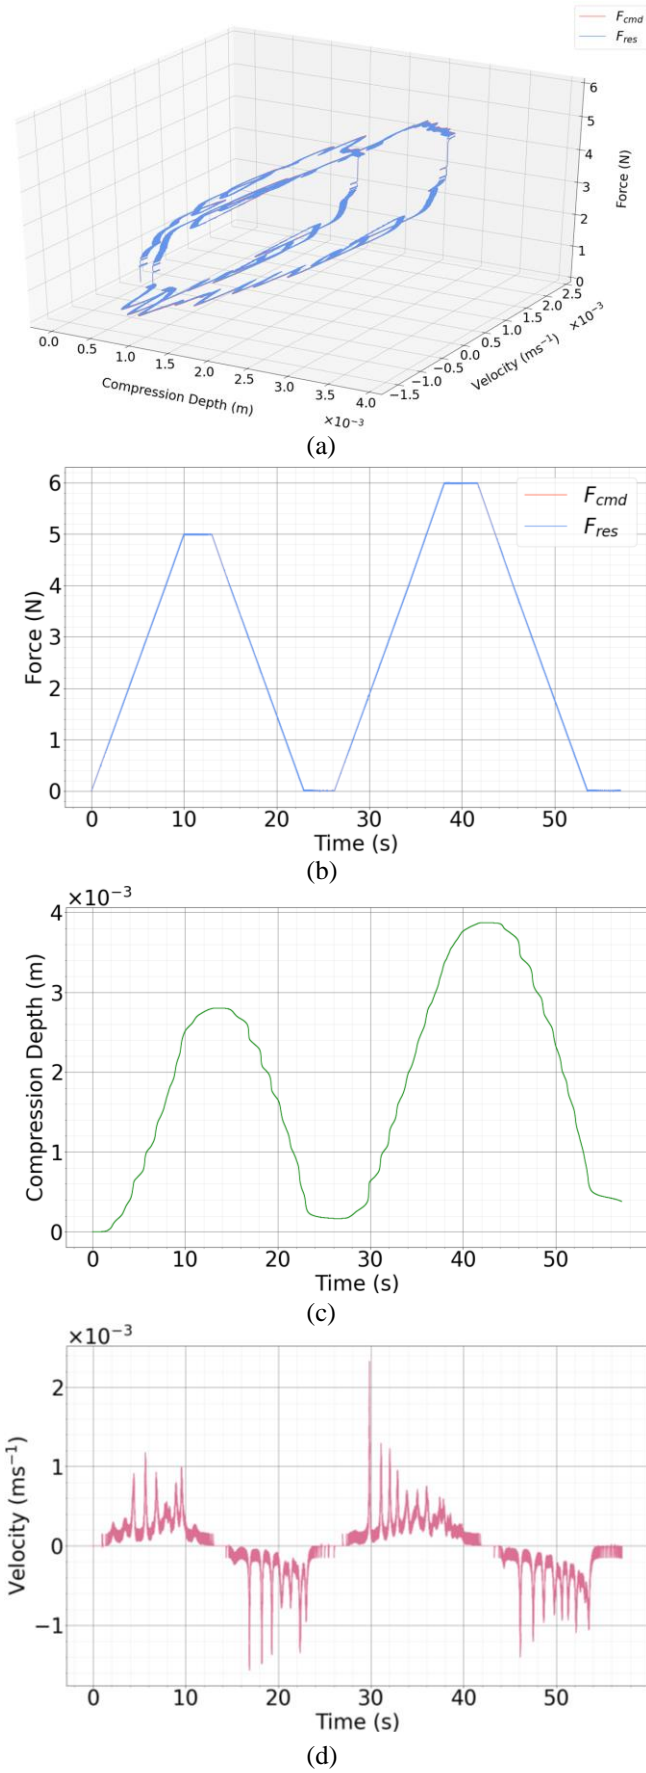 F_cmd
F_res
6
5
4
3
2
1
0
Force (N)
2.5
2.0
1.5
1.0
0.5
0.0
−0.5
−1.0
−1.5
×10⁻³
Velocity (ms⁻¹)
0.0 0.5 1.0 1.5 2.0 2.5 3.0 3.5 4.0
Compression Depth (m)
×10⁻³
(a)
6
5
4
3
2
1
0
Force (N)
F_cmd
F_res
0 10 20 30 40 50
Time (s)
(b)
×10⁻³
4
3
2
1
0
Compression Depth (m)
0 10 20 30 40 50
Time (s)
(c)
×10⁻³
2
1
0
−1
Velocity (ms⁻¹)
0 10 20 30 40 50
Time (s)
(d)